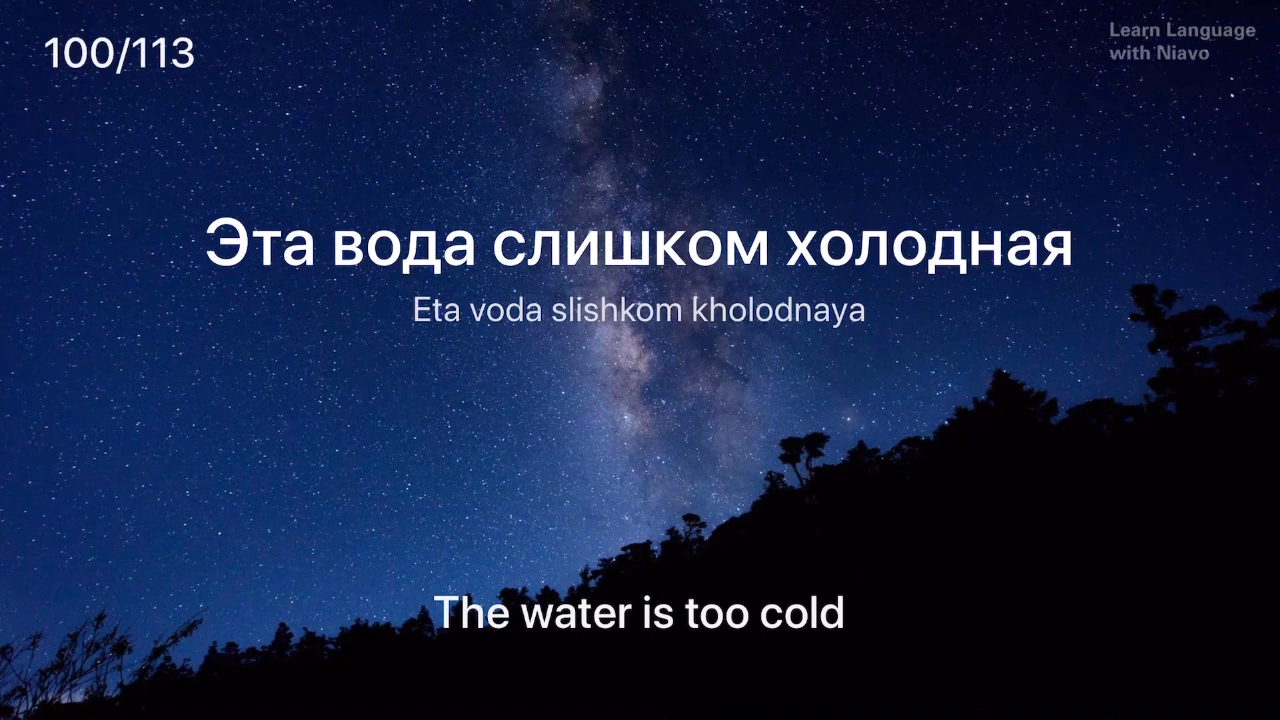 100/113
Learn Language
with Niavo
Эта вода слишком холодная
Eta voda slishkom kholodnaya
The water is too cold